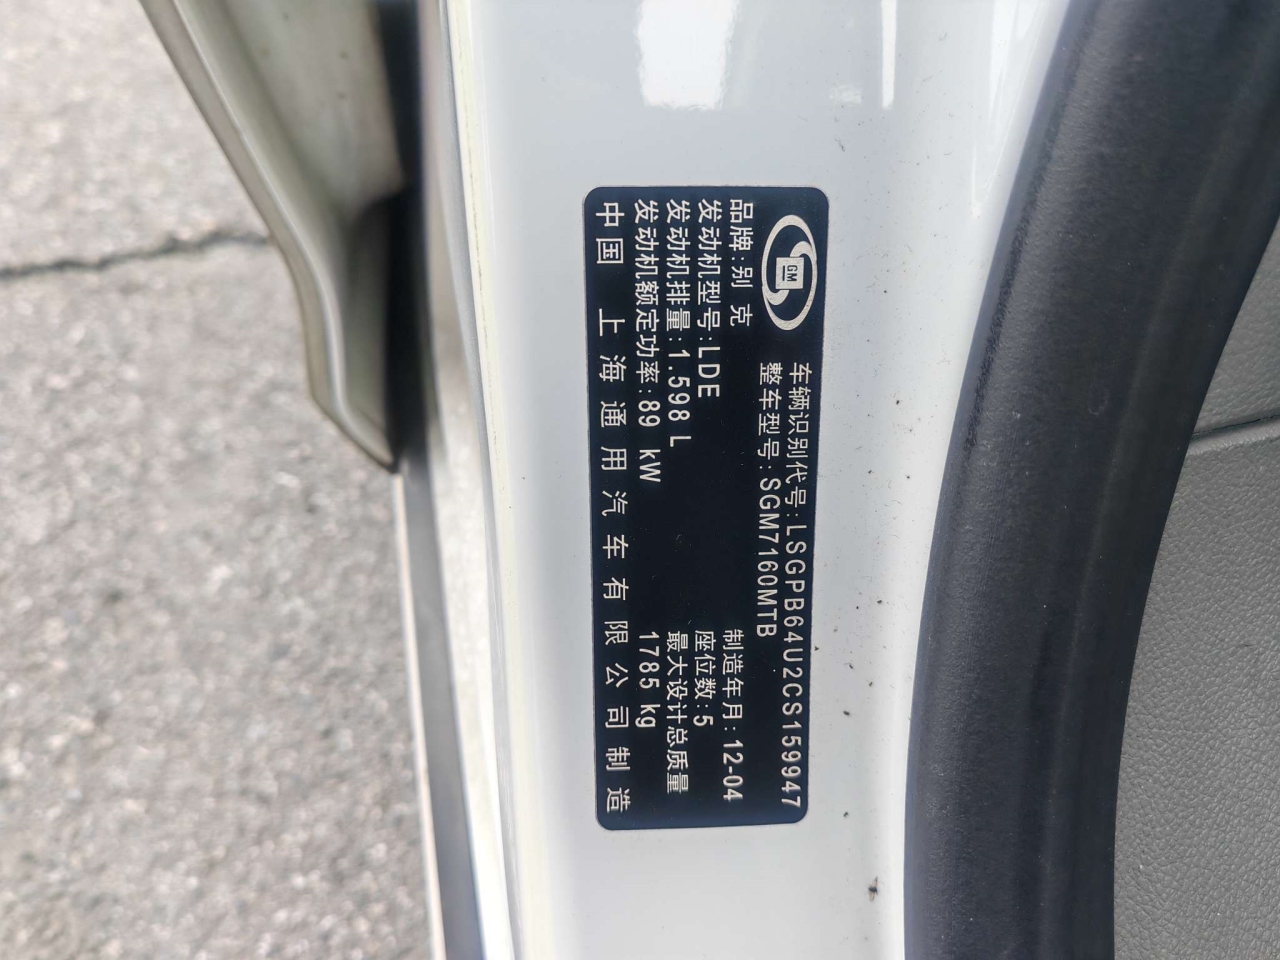 GM
车辆识别代号:LSGPB64U2CS159947
整车型号:SGM7160MTB
品牌:别克
制造年月:12-04
发动机型号:LDE
座位数:5
发动机排量:1.598 L
最大设计总质量
发动机额定功率:89 kW
1785 kg
中国 上海通用汽车有限公司制造